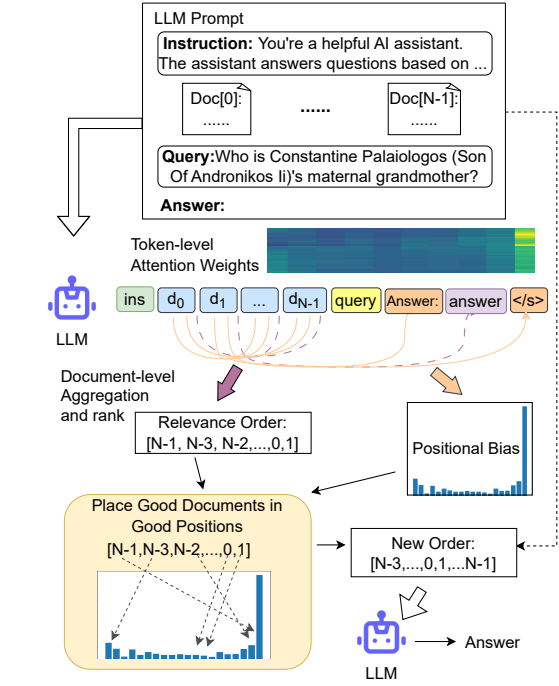 LLM Prompt
Instruction: You're a helpful AI assistant.
The assistant answers questions based on ...
Doc[0]:
......
......
Doc[N-1]:
......
Query:Who is Constantine Palaiologos (Son
Of Andronikos Ii)'s maternal grandmother?
Answer:
Token-level
Attention Weights
LLM
ins
d0
d1
...
dN-1
query
Answer:
answer
</s>
Document-level
Aggregation
and rank
Relevance Order:
[N-1, N-3, N-2,...,0,1]
Positional Bias
Place Good Documents in
Good Positions
[N-1,N-3,N-2,...,0,1]
New Order:
[N-3,...,0,1,...N-1]
LLM
Answer